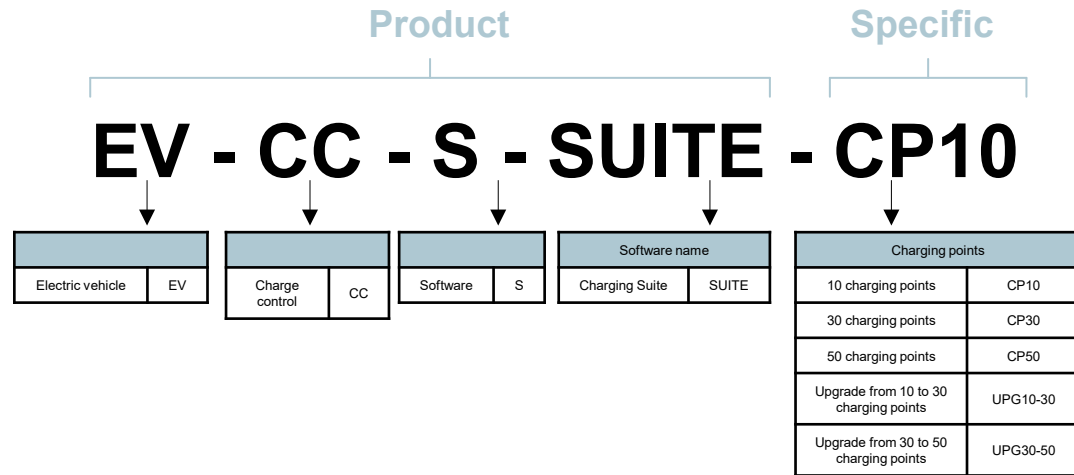 Product
Specific
EV - CC - S - SUITE - CP10
Electric vehicle EV
Charge
control
CC
Software S
Software name
Charging Suite SUITE
Charging points
10 charging points CP10
30 charging points CP30
50 charging points CP50
Upgrade from 10 to 30
charging points
UPG10-30
Upgrade from 30 to 50
charging points
UPG30-50